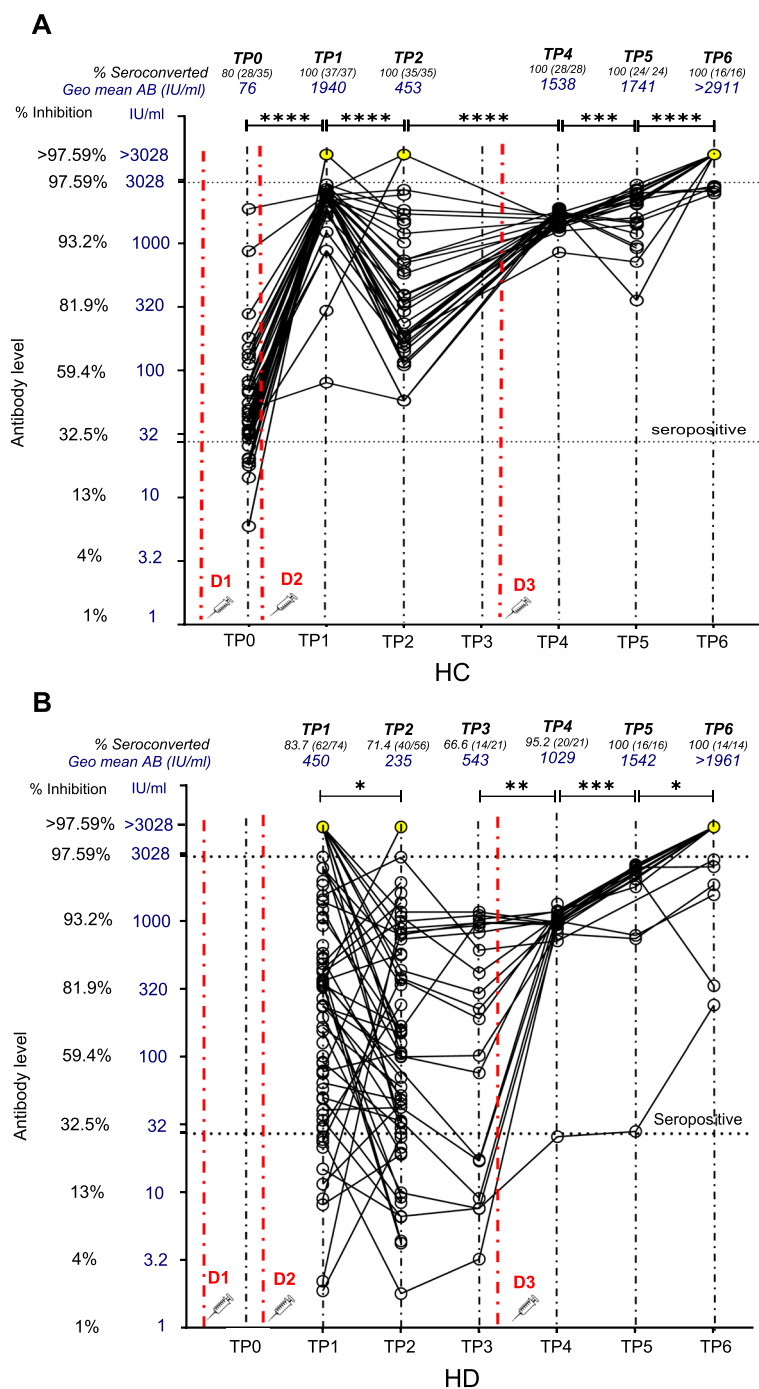 A
TP0 TP1 TP2 TP4 TP5 TP6
% Seroconverted 80 (28/35) 100 (37/37) 100 (35/35) 100 (28/28) 100 (24/ 24) 100 (16/16)
Geo mean AB (IU/ml) 76 1940 453 1538 1741 >2911
% Inhibition IU/ml **** **** **** *** ****
>97.59% >3028
97.59% 3028
93.2% 1000
81.9% 320
59.4% 100
32.5% 32 seropositive
13% 10
4% 3.2
1% 1
Antibody level
D1 D2 D3
TP0 TP1 TP2 TP3 TP4 TP5 TP6
HC
B
TP1 TP2 TP3 TP4 TP5 TP6
% Seroconverted 83.7 (62/74) 71.4 (40/56) 66.6 (14/21) 95.2 (20/21) 100 (16/16) 100 (14/14)
Geo mean AB (IU/ml) 450 235 543 1029 1542 >1961
% Inhibition IU/ml * ** *** *
>97.59% >3028
97.59% 3028
93.2% 1000
81.9% 320
59.4% 100
32.5% 32 Seropositive
13% 10
4% 3.2
1% 1
Antibody level
D1 D2 D3
TP0 TP1 TP2 TP3 TP4 TP5 TP6
HD